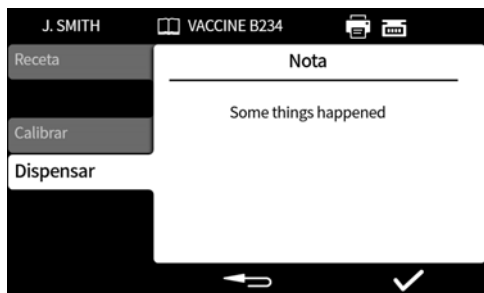 J. SMITH VACCINE B234
Receta
Nota
Some things happened
Calibrar
Dispensar